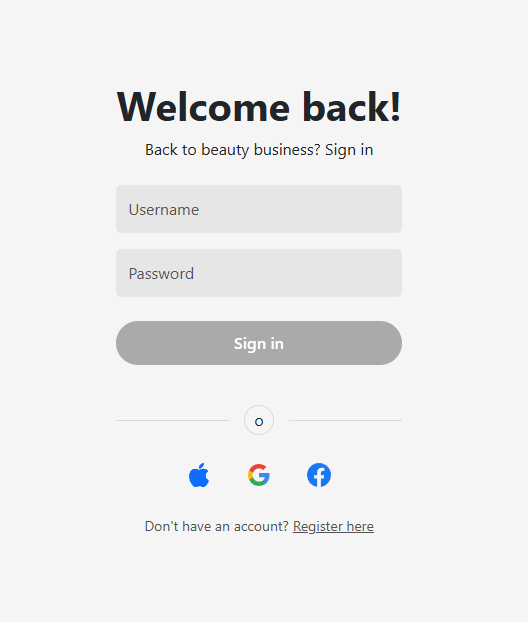 Welcome back!
Back to beauty business? Sign in
Username
Password
Sign in
o
Don't have an account? Register here